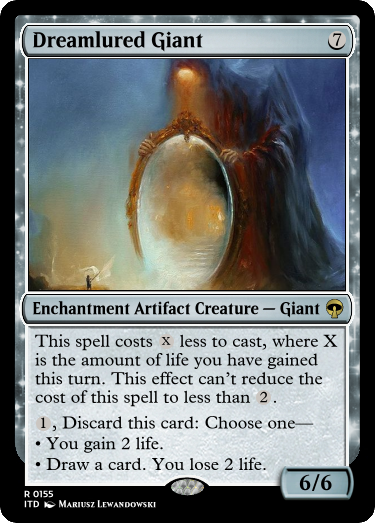 Dreamlured Giant 7
Enchantment Artifact Creature — Giant
This spell costs X less to cast, where X
is the amount of life you have gained
this turn. This effect can't reduce the
cost of this spell to less than 2.
1, Discard this card: Choose one—
• You gain 2 life.
• Draw a card. You lose 2 life.
6/6
R 0155
ITD Mariusz Lewandowski